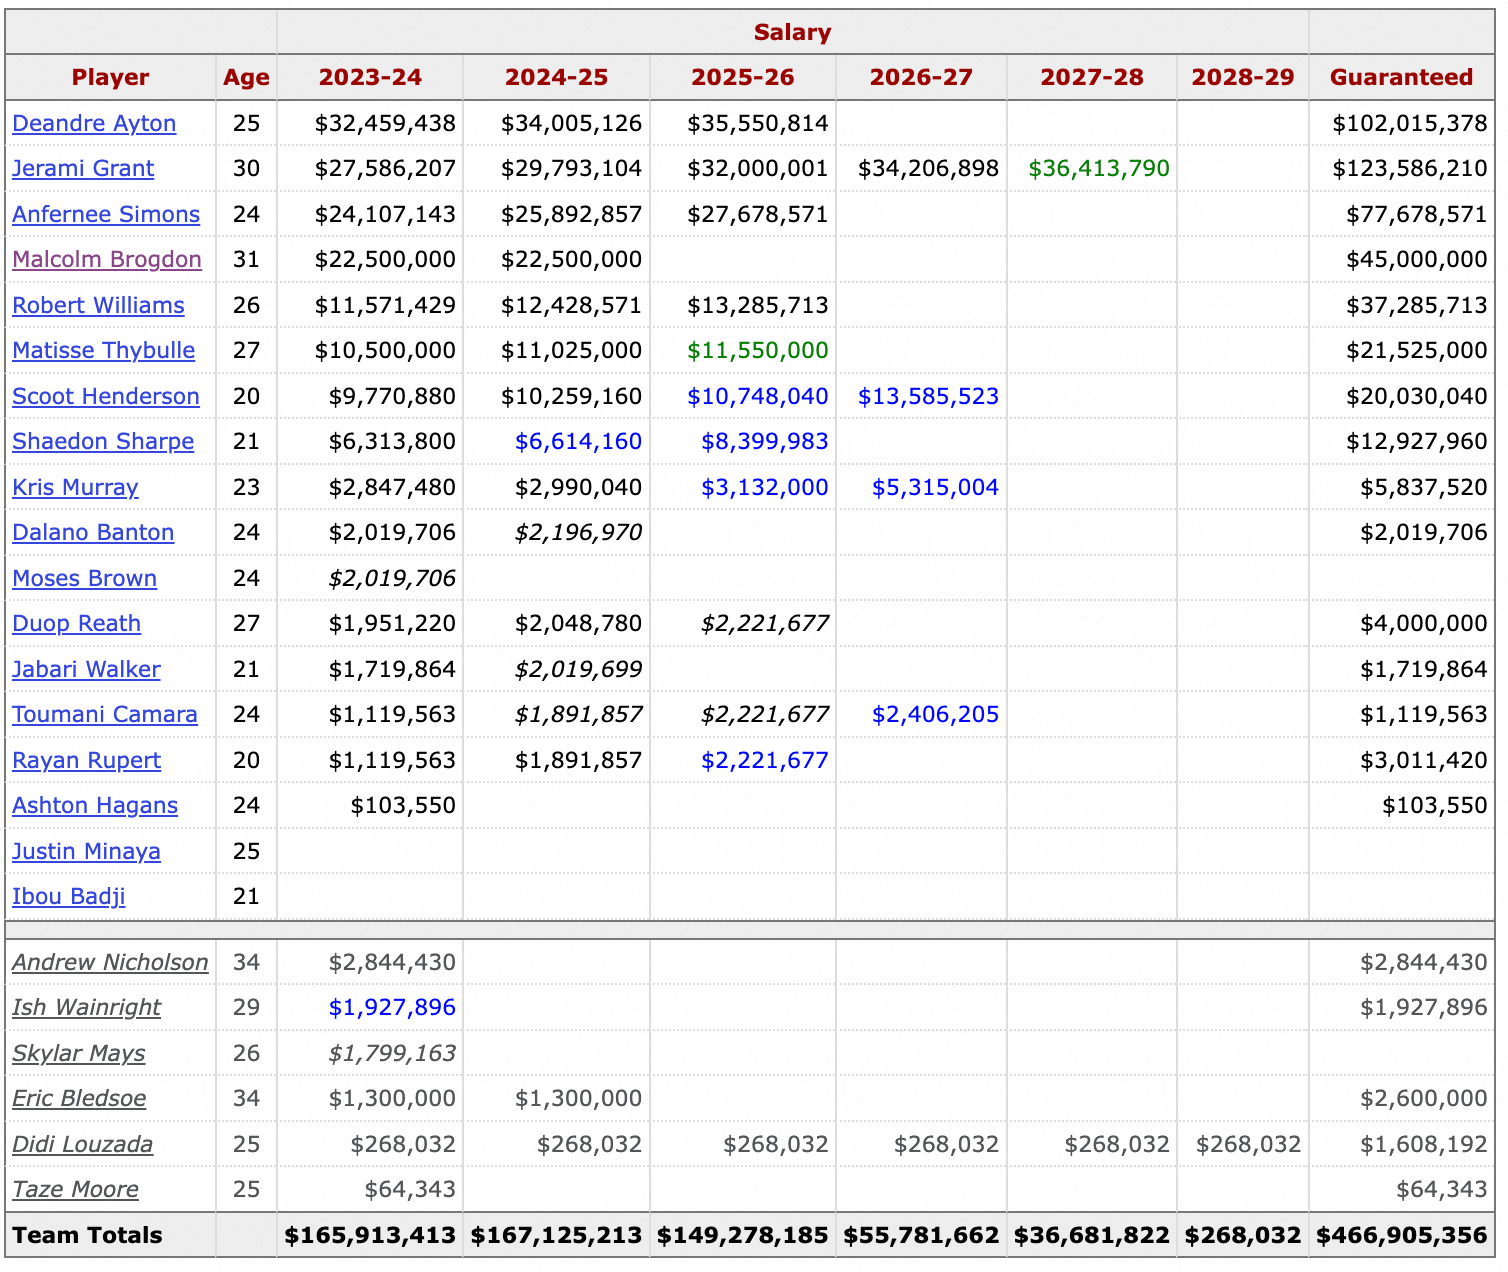 Salary
Player Age 2023-24 2024-25 2025-26 2026-27 2027-28 2028-29 Guaranteed
Deandre Ayton 25 $32,459,438 $34,005,126 $35,550,814 $102,015,378
Jerami Grant 30 $27,586,207 $29,793,104 $32,000,001 $34,206,898 $36,413,790 $123,586,210
Anfernee Simons 24 $24,107,143 $25,892,857 $27,678,571 $77,678,571
Malcolm Brogdon 31 $22,500,000 $22,500,000 $45,000,000
Robert Williams 26 $11,571,429 $12,428,571 $13,285,713 $37,285,713
Matisse Thybulle 27 $10,500,000 $11,025,000 $11,550,000 $21,525,000
Scoot Henderson 20 $9,770,880 $10,259,160 $10,748,040 $13,585,523 $20,030,040
Shaedon Sharpe 21 $6,313,800 $6,614,160 $8,399,983 $12,927,960
Kris Murray 23 $2,847,480 $2,990,040 $3,132,000 $5,315,004 $5,837,520
Dalano Banton 24 $2,019,706 $2,196,970 $2,019,706
Moses Brown 24 $2,019,706
Duop Reath 27 $1,951,220 $2,048,780 $2,221,677 $4,000,000
Jabari Walker 21 $1,719,864 $2,019,699 $1,719,864
Toumani Camara 24 $1,119,563 $1,891,857 $2,221,677 $2,406,205 $1,119,563
Rayan Rupert 20 $1,119,563 $1,891,857 $2,221,677 $3,011,420
Ashton Hagans 24 $103,550 $103,550
Justin Minaya 25
Ibou Badji 21
Andrew Nicholson 34 $2,844,430 $2,844,430
Ish Wainright 29 $1,927,896 $1,927,896
Skylar Mays 26 $1,799,163
Eric Bledsoe 34 $1,300,000 $1,300,000 $2,600,000
Didi Louzada 25 $268,032 $268,032 $268,032 $268,032 $268,032 $268,032 $1,608,192
Taze Moore 25 $64,343 $64,343
Team Totals $165,913,413 $167,125,213 $149,278,185 $55,781,662 $36,681,822 $268,032 $466,905,356